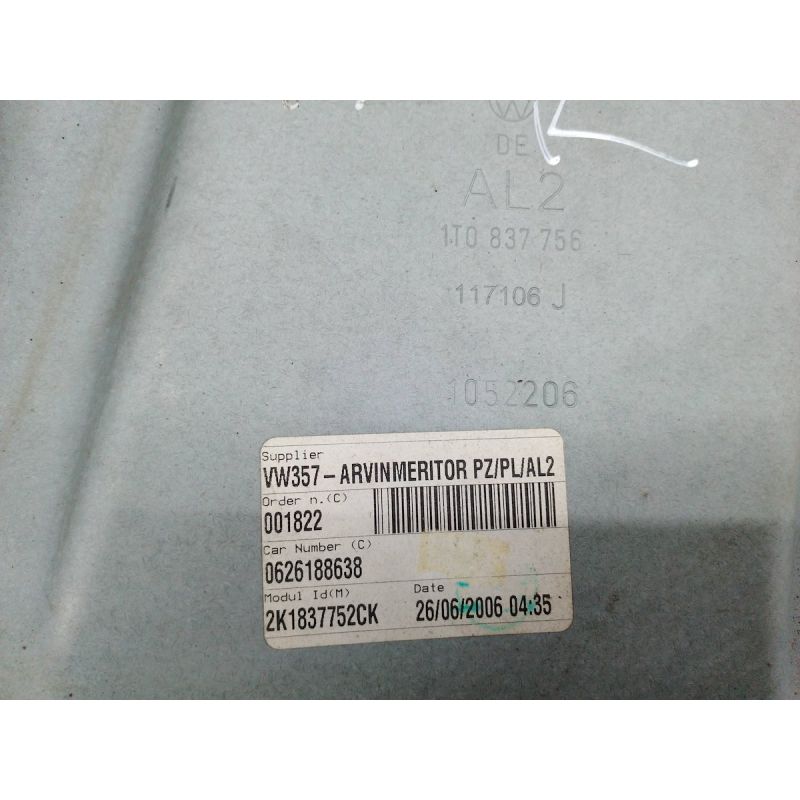 DE
AL2
1T0 837 756
117106 J
1052206
Supplier
VW357-ARVINMERITOR PZ/PL/AL2
Order n.(C)
001822
Car Number (C)
0626188638
Modul Id(M)
2K1837752CK
Date
26/06/2006 04:35